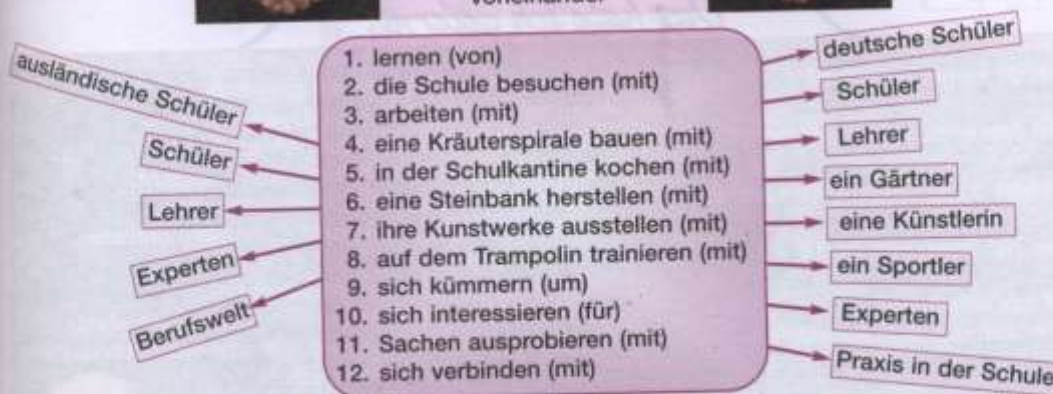 voneinander
ausländische Schüler
Schüler
Lehrer
Experten
Berufswelt
1. lernen (von)
2. die Schule besuchen (mit)
3. arbeiten (mit)
4. eine Kräuterspirale bauen (mit)
5. in der Schulkantine kochen (mit)
6. eine Steinbank herstellen (mit)
7. ihre Kunstwerke ausstellen (mit)
8. auf dem Trampolin trainieren (mit)
9. sich kümmern (um)
10. sich interessieren (für)
11. Sachen ausprobieren (mit)
12. sich verbinden (mit)
deutsche Schüler
Schüler
Lehrer
ein Gärtner
eine Künstlerin
ein Sportler
Experten
Praxis in der Schule